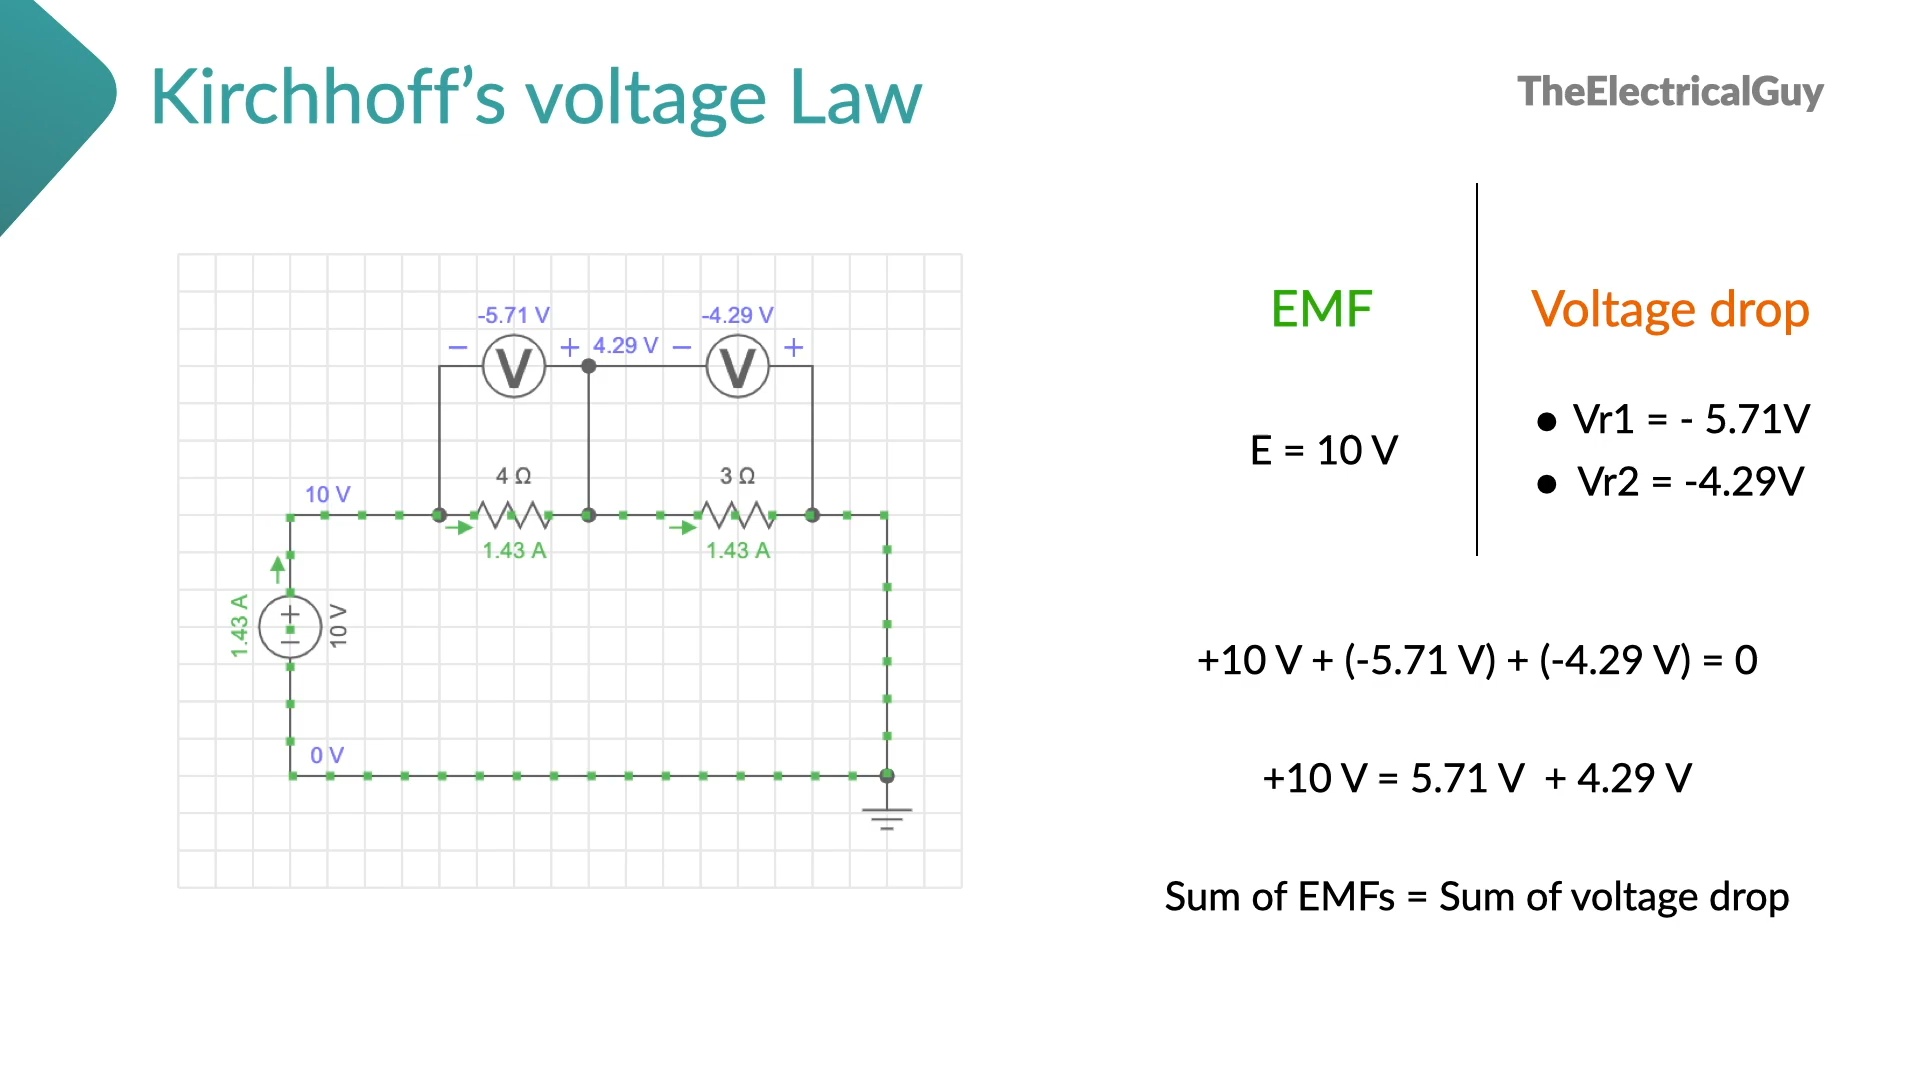 Kirchhoff’s voltage Law
TheElectricalGuy
-5.71 V
-4.29 V
− V + 4.29 V − V +
4 Ω
3 Ω
10 V
1.43 A
1.43 A
1.43 A
+
−
10 V
0 V
EMF
Voltage drop
E = 10 V
● Vr1 = - 5.71V
● Vr2 = -4.29V
+10 V + (-5.71 V) + (-4.29 V) = 0
+10 V = 5.71 V + 4.29 V
Sum of EMFs = Sum of voltage drop